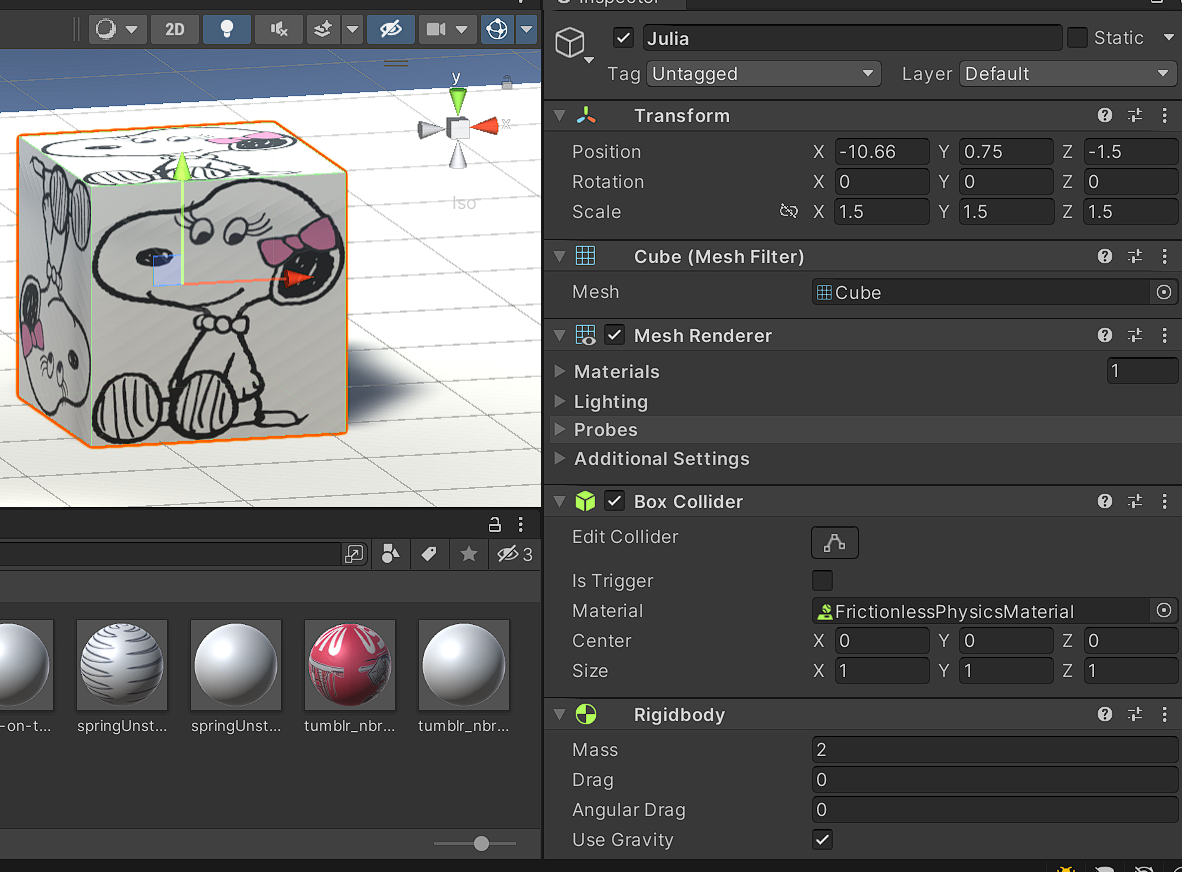 Inspector
2D
Julia
Static
Tag Untagged
Layer Default
y
x
Iso
Transform
Position X -10.66 Y 0.75 Z -1.5
Rotation X 0 Y 0 Z 0
Scale X 1.5 Y 1.5 Z 1.5
Cube (Mesh Filter)
Mesh Cube
Mesh Renderer
Materials 1
Lighting
Probes
Additional Settings
Box Collider
Edit Collider
Is Trigger
Material FrictionlessPhysicsMaterial
Center X 0 Y 0 Z 0
Size X 1 Y 1 Z 1
Rigidbody
Mass 2
Drag 0
Angular Drag 0
Use Gravity
3
-on-t...
springUnst...
springUnst...
tumblr_nbr...
tumblr_nbr...